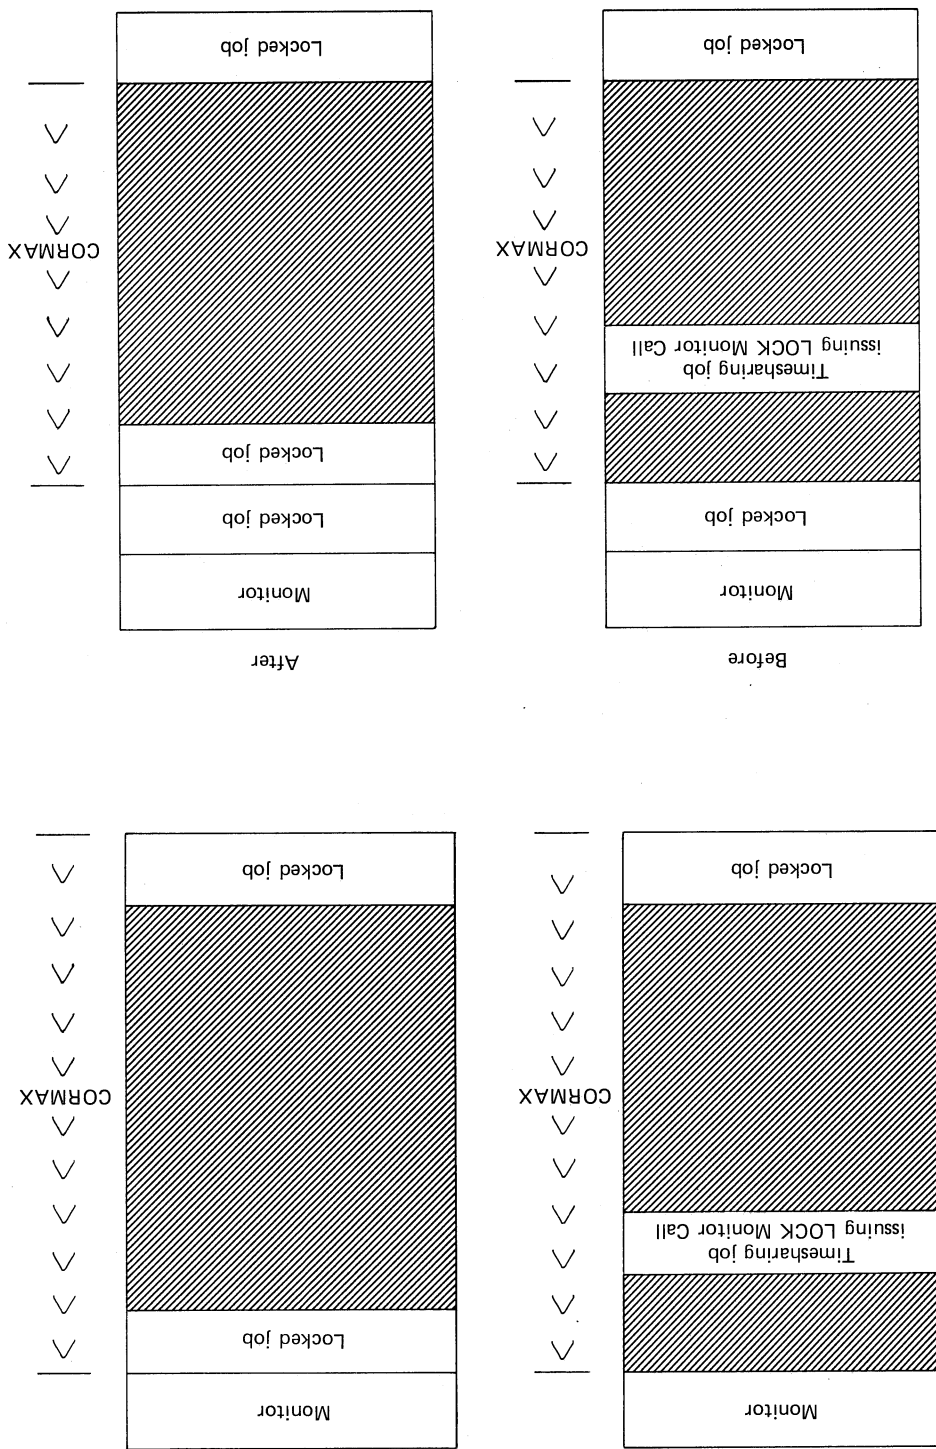 Monitor
Timesharing job
issuing LOCK Monitor Call
Locked job
CORMAX
Monitor
Locked job
Locked job
CORMAX
Before
Monitor
Locked job
Timesharing job
issuing LOCK Monitor Call
Locked job
CORMAX
After
Monitor
Locked job
Locked job
Locked job
CORMAX